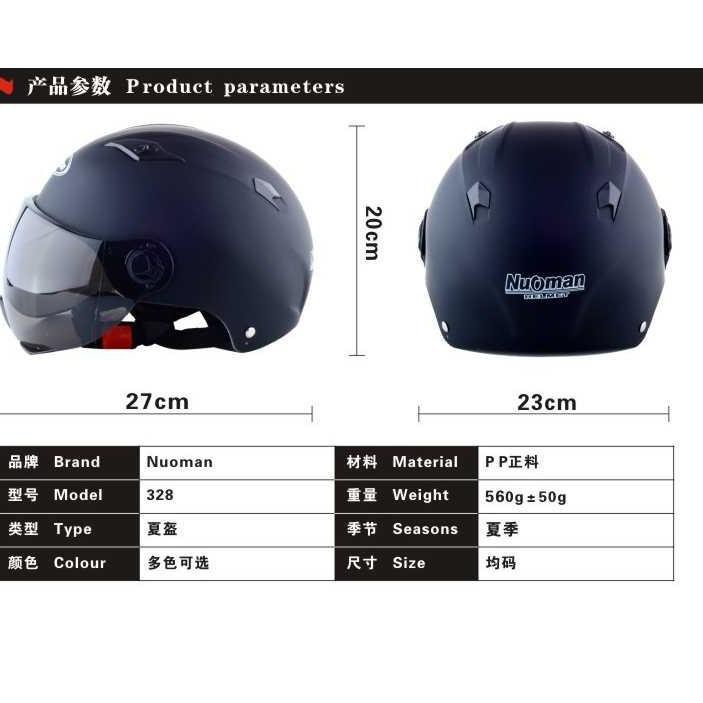 产品参数 Product parameters
20cm
Nuoman
HELMET
27cm
23cm
品牌 Brand Nuoman 材料 Material PP正料
型号 Model 328 重量 Weight 560g±50g
类型 Type 夏盔 季节 Seasons 夏季
颜色 Colour 多色可选 尺寸 Size 均码